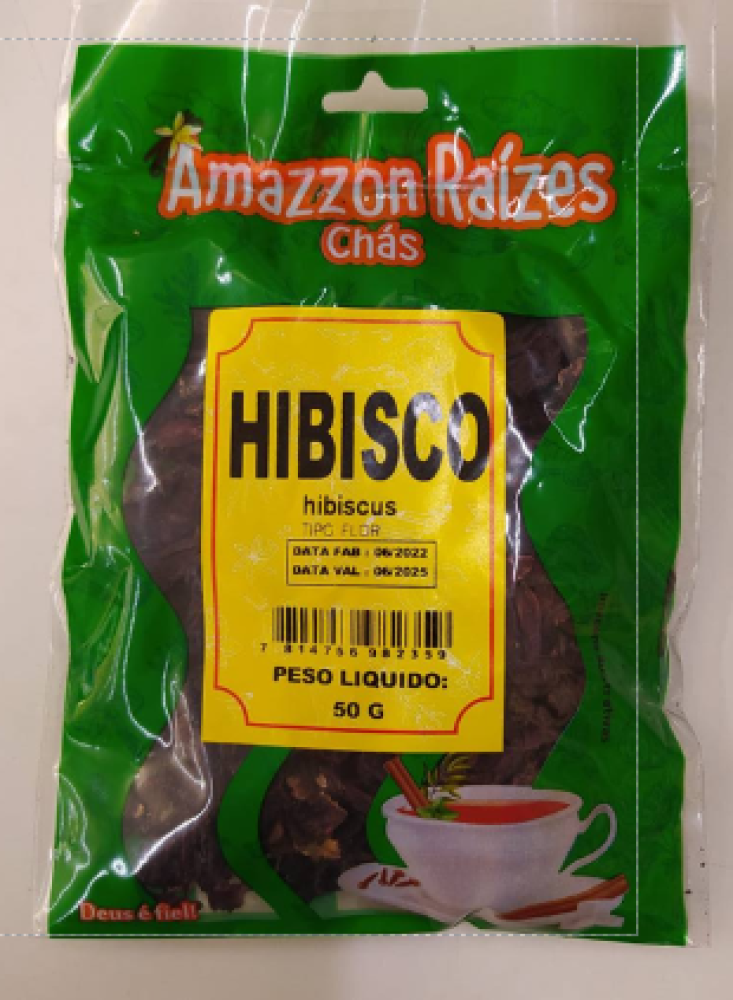 Amazzon Raízes
Chás
HIBISCO
hibiscus
TIPO FLOR
DATA FAB : 06/2022
DATA VAL : 06/2025
7 814756 982359
PESO LIQUIDO:
50 G
Deus é fiel!